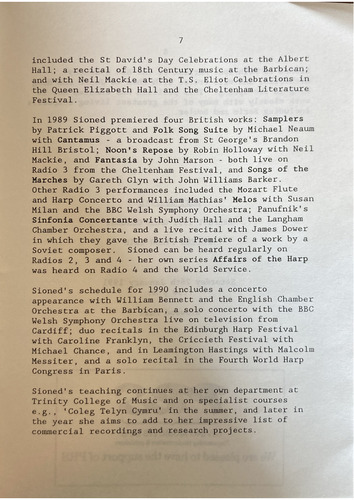 7
included the St David's Day Celebrations at the Albert
Hall; a recital of 18th Century music at the Barbican;
and with Neil Mackie at the T.S. Eliot Celebrations in
the Queen Elizabeth Hall and the Cheltenham Literature
Festival.
In 1989 Sioned premiered four British works: Samplers
by Patrick Piggott and Folk Song Suite by Michael Neaum
with Cantamus - a broadcast from St George's Brandon
Hill Bristol; Noon's Repose by Robin Holloway with Neil
Mackie, and Fantasia by John Marson - both live on
Radio 3 from the Cheltenham Festival, and Songs of the
Marches by Gareth Glyn with John Williams Barker.
Other Radio 3 performances included the Mozart Flute
and Harp Concerto and William Mathias' Melos with Susan
Milan and the BBC Welsh Symphony Orchestra; Panufnik's
Sinfonia Concertante with Judith Hall and the Langham
Chamber Orchestra, and a live recital with James Dower
in which they gave the British Premiere of a work by a
Soviet composer. Sioned can be heard regularly on
Radios 2, 3 and 4 - her own series Affairs of the Harp
was heard on Radio 4 and the World Service.
Sioned's schedule for 1990 includes a concerto
appearance with William Bennett and the English Chamber
Orchestra at the Barbican, a solo concerto with the BBC
Welsh Symphony Orchestra live on television from
Cardiff; duo recitals in the Edinburgh Harp Festival
with Caroline Franklyn, the Criccieth Festival with
Michael Chance, and in Leamington Hastings with Malcolm
Messiter, and a solo recital in the Fourth World Harp
Congress in Paris.
Sioned's teaching continues at her own department at
Trinity College of Music and on specialist courses
e.g., 'Coleg Telyn Cymru' in the summer, and later in
the year she aims to add to her impressive list of
commercial recordings and research projects.